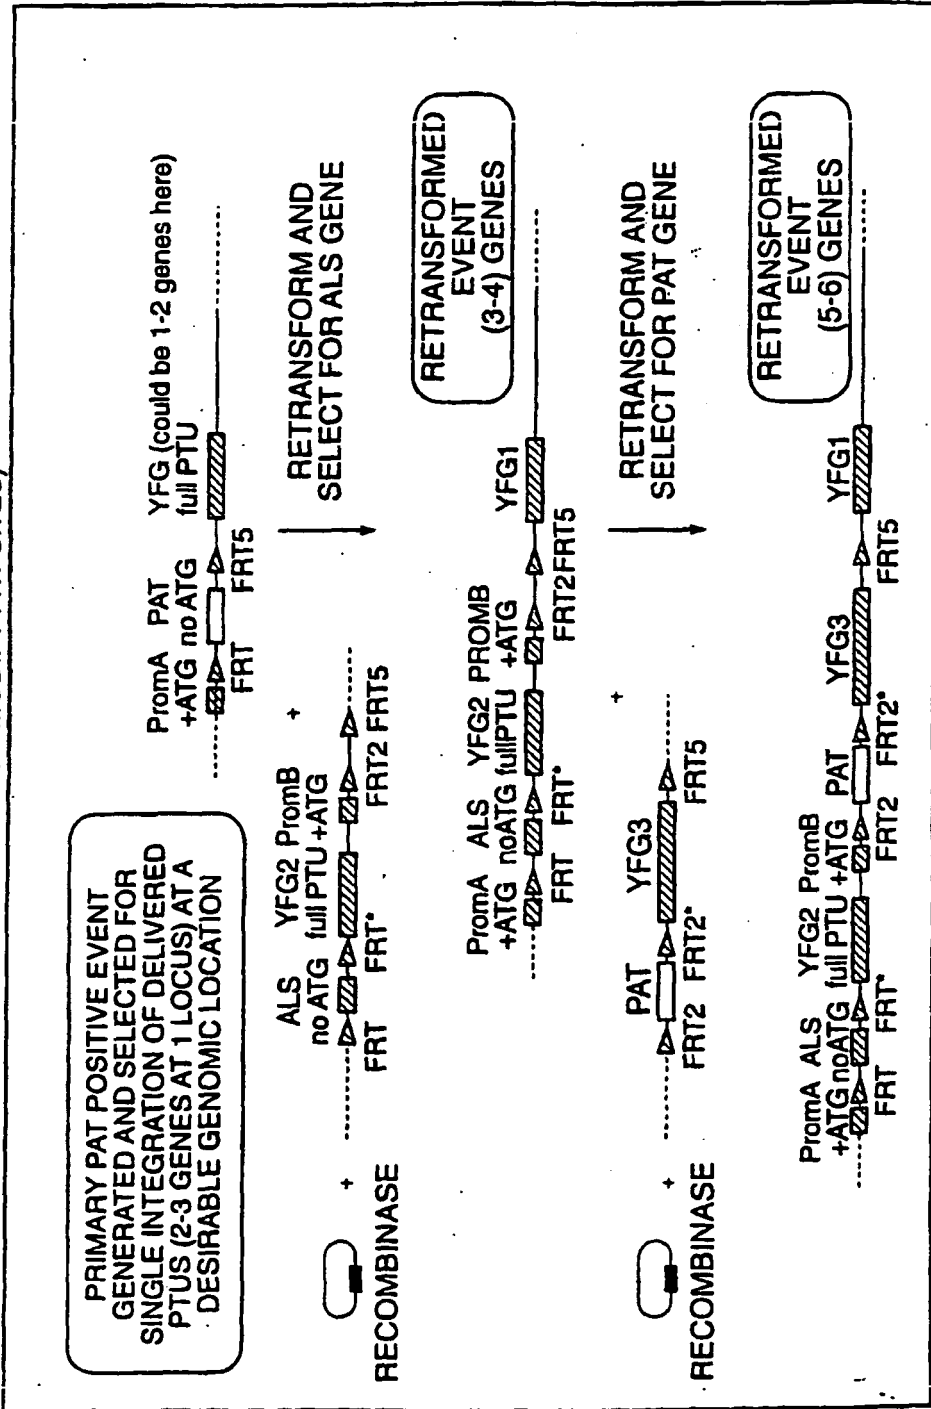 PRIMARY PAT POSITIVE EVENT
GENERATED AND SELECTED FOR
SINGLE INTEGRATION OF DELIVERED
PTUS (2-3 GENES AT 1 LOCUS) AT A
DESIRABLE GENOMIC LOCATION
PromA PAT YFG (could be 1-2 genes here)
+ATG no ATG full PTU
FRT FRT5
RETRANSFORM AND
SELECT FOR ALS GENE
RECOMBINASE
+
ALS YFG2 PromB +
no ATG full PTU +ATG
FRT FRT* FRT2 FRT5
RETRANSFORMED
EVENT
(3-4) GENES
PromA ALS YFG2 PROMB YFG1
+ATG noATG fullPTU +ATG
FRT FRT* FRT2FRT5
RETRANSFORM AND
SELECT FOR PAT GENE
RECOMBINASE
+
PAT YFG3 +
FRT2 FRT2* FRT5
RETRANSFORMED
EVENT
(5-6) GENES
PromA ALS YFG2 PromB PAT YFG3 YFG1
+ATG noATG full PTU +ATG
FRT FRT* FRT2 FRT2* FRT5